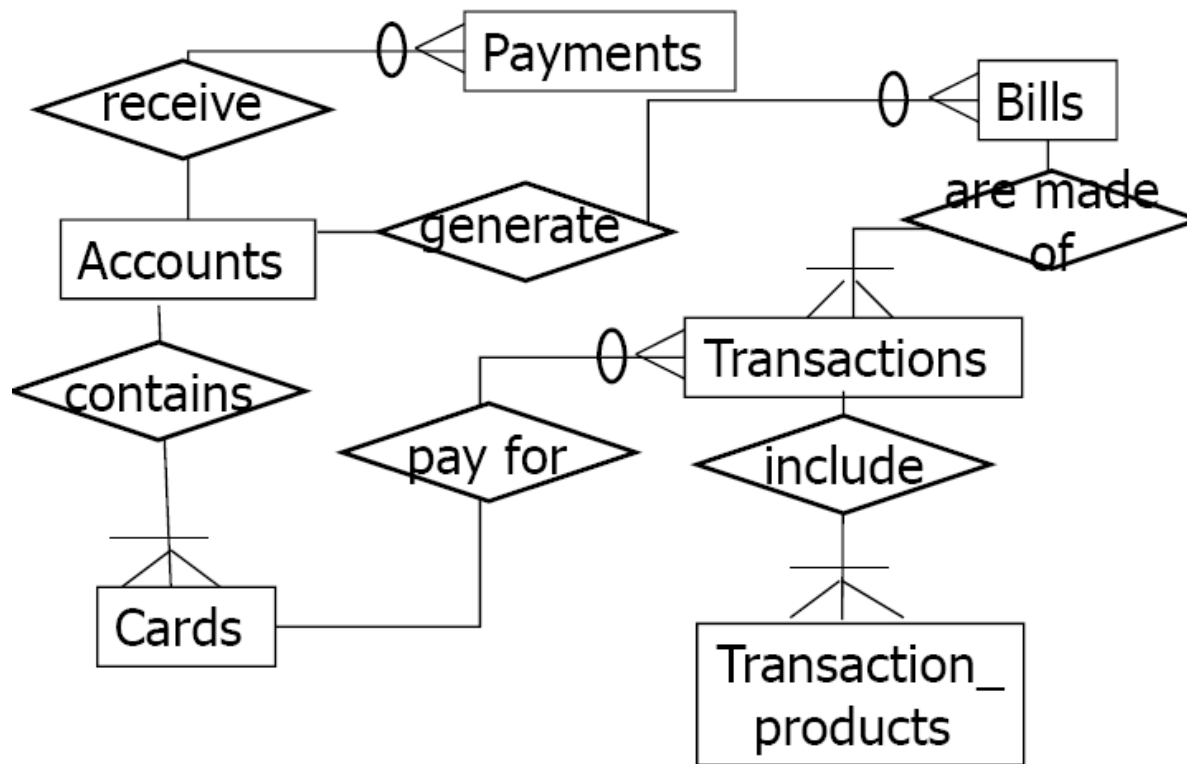 Payments
receive
Bills
generate
are made
of
Accounts
Transactions
contains
pay for
include
Cards
Transaction_
products